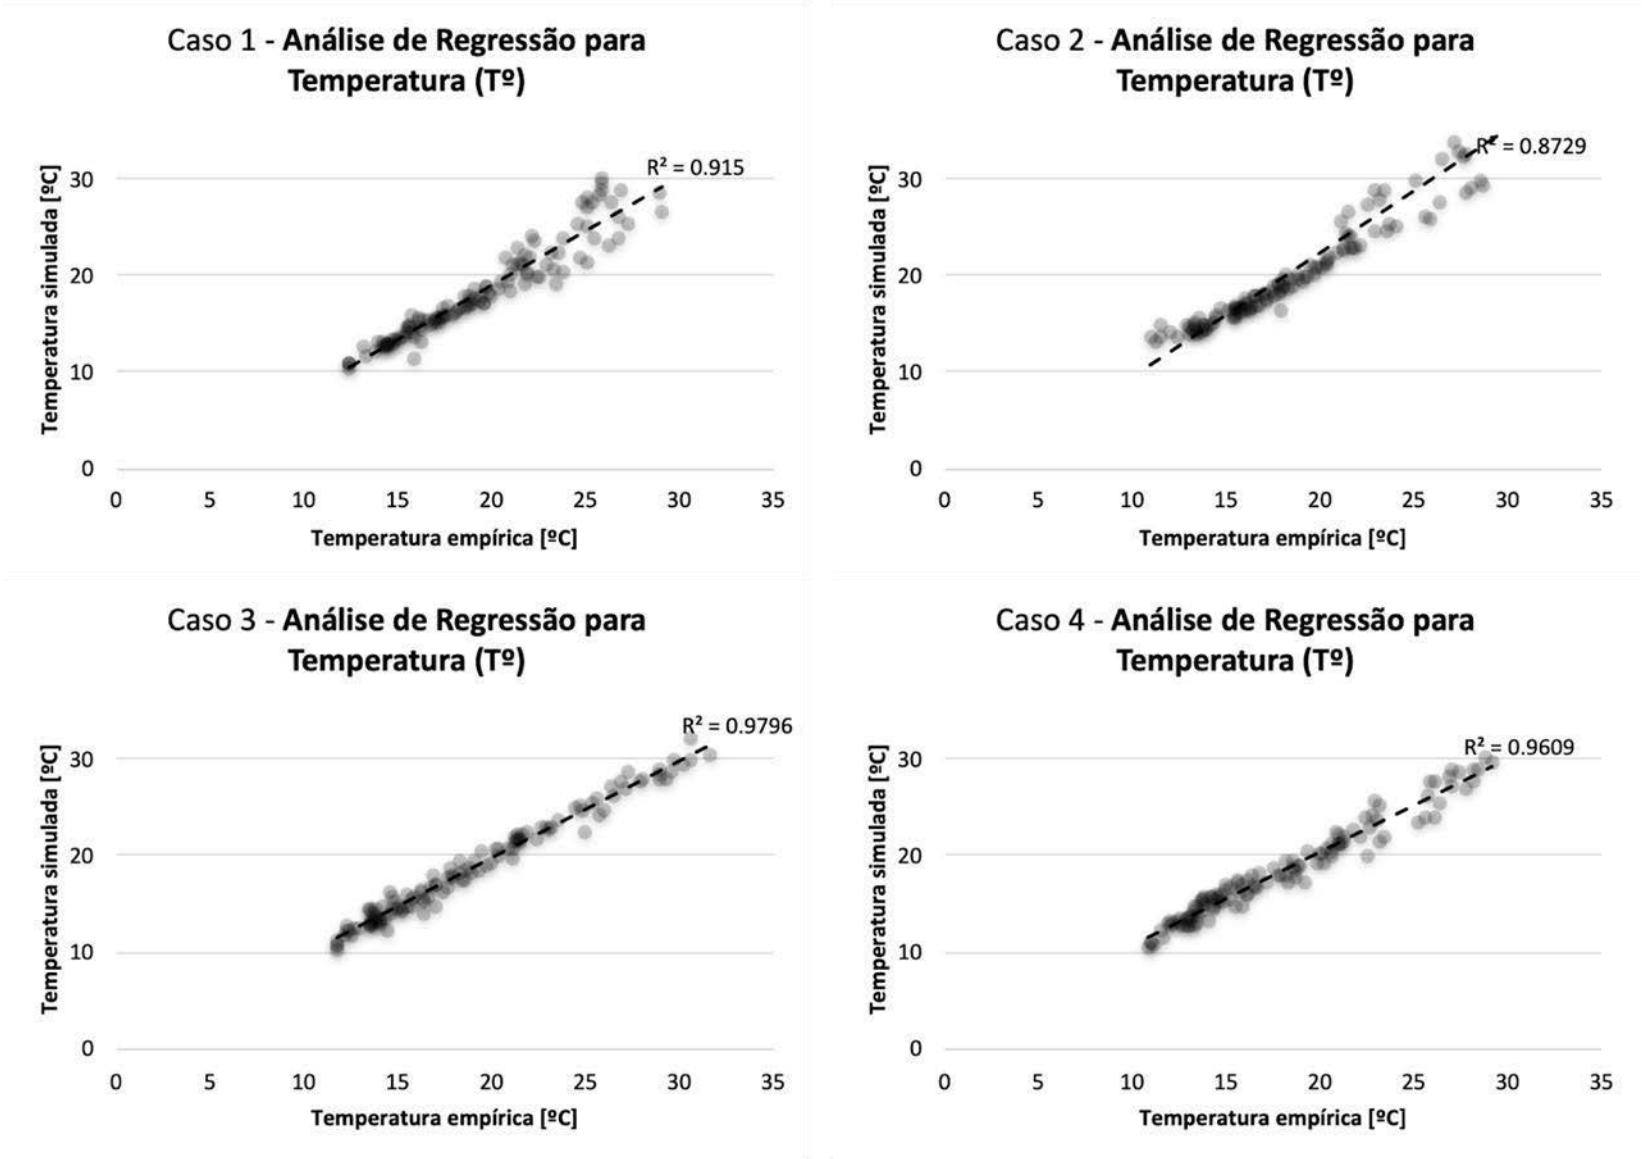 Caso 1 - Análise de Regressão para
Temperatura (Tº)
R² = 0.915
Temperatura simulada [ºC]
30
20
10
0
0 5 10 15 20 25 30 35
Temperatura empírica [ºC]
Caso 2 - Análise de Regressão para
Temperatura (Tº)
R² = 0.8729
Temperatura simulada [ºC]
30
20
10
0
0 5 10 15 20 25 30 35
Temperatura empírica [ºC]
Caso 3 - Análise de Regressão para
Temperatura (Tº)
R² = 0.9796
Temperatura simulada [ºC]
30
20
10
0
0 5 10 15 20 25 30 35
Temperatura empírica [ºC]
Caso 4 - Análise de Regressão para
Temperatura (Tº)
R² = 0.9609
Temperatura simulada [ºC]
30
20
10
0
0 5 10 15 20 25 30 35
Temperatura empírica [ºC]